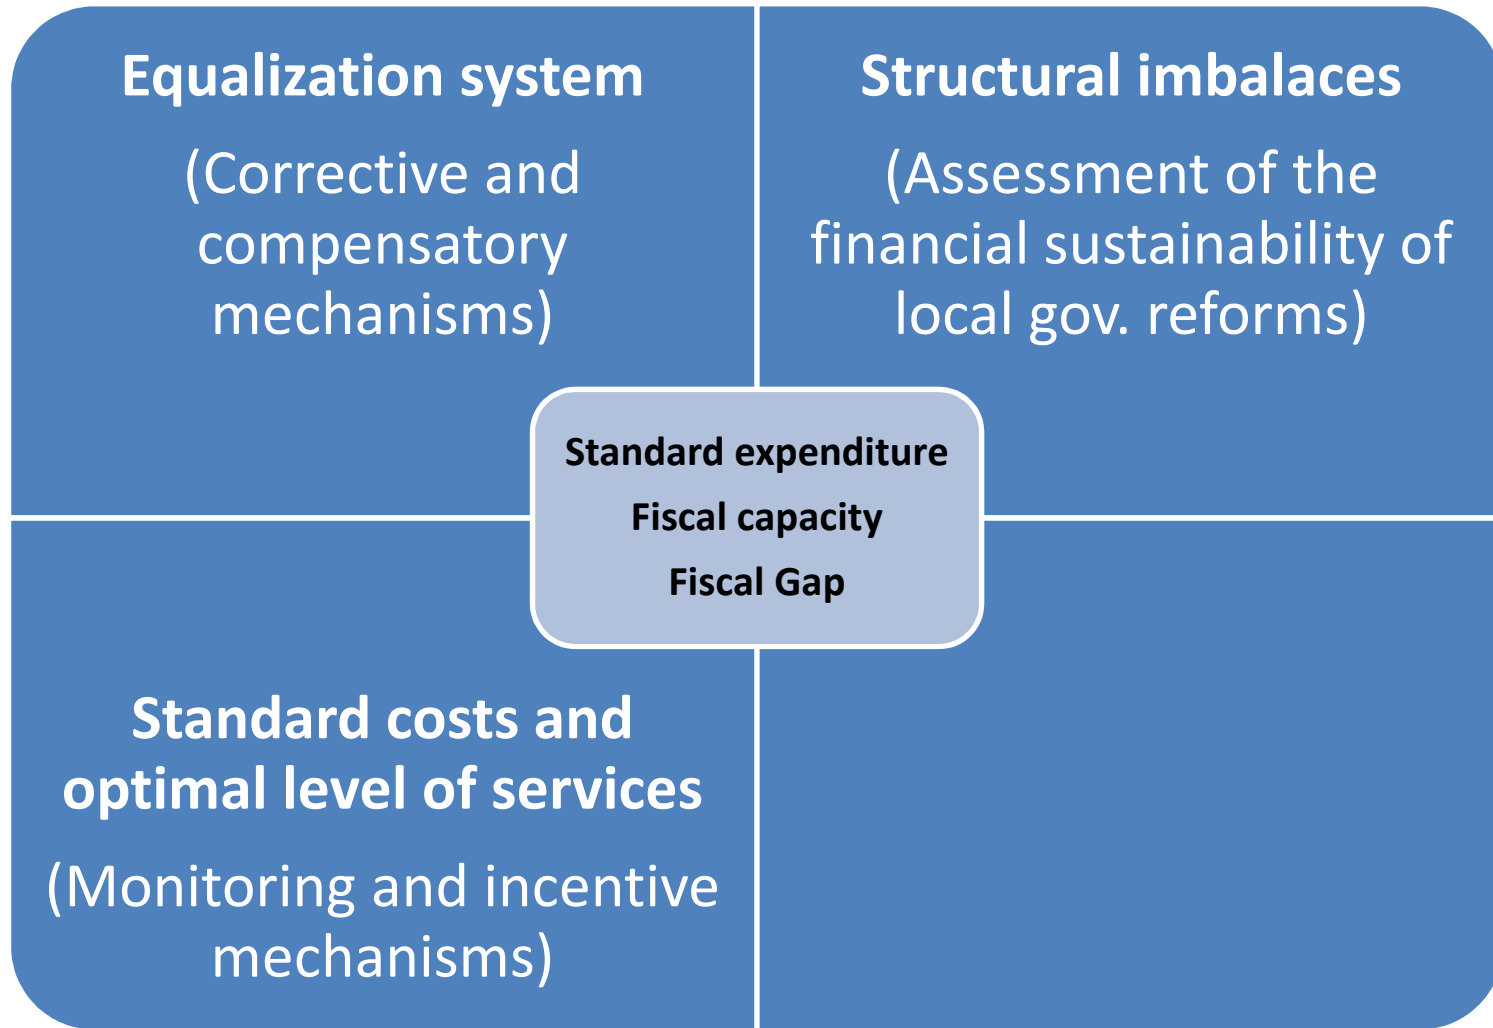 Equalization system
(Corrective and
compensatory
mechanisms)
Structural imbalaces
(Assessment of the
financial sustainability of
local gov. reforms)
Standard expenditure
Fiscal capacity
Fiscal Gap
Standard costs and
optimal level of services
(Monitoring and incentive
mechanisms)